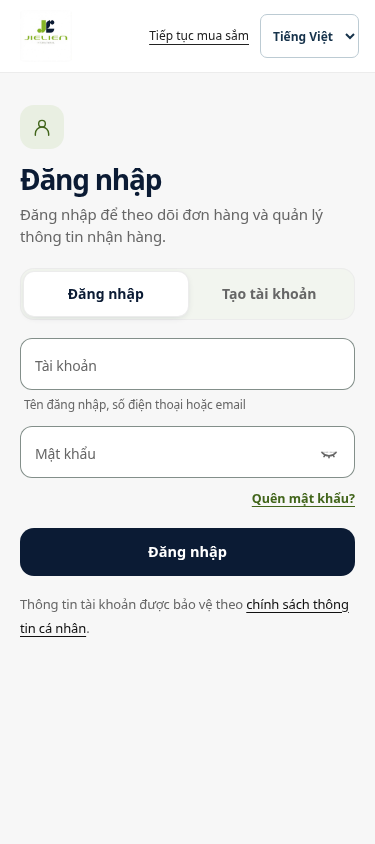 JIELIEN
Tiếp tục mua sắm
Tiếng Việt
Đăng nhập
Đăng nhập để theo dõi đơn hàng và quản lý
thông tin nhận hàng.
Đăng nhập
Tạo tài khoản
Tài khoản
Tên đăng nhập, số điện thoại hoặc email
Mật khẩu
Quên mật khẩu?
Đăng nhập
Thông tin tài khoản được bảo vệ theo chính sách thông
tin cá nhân.